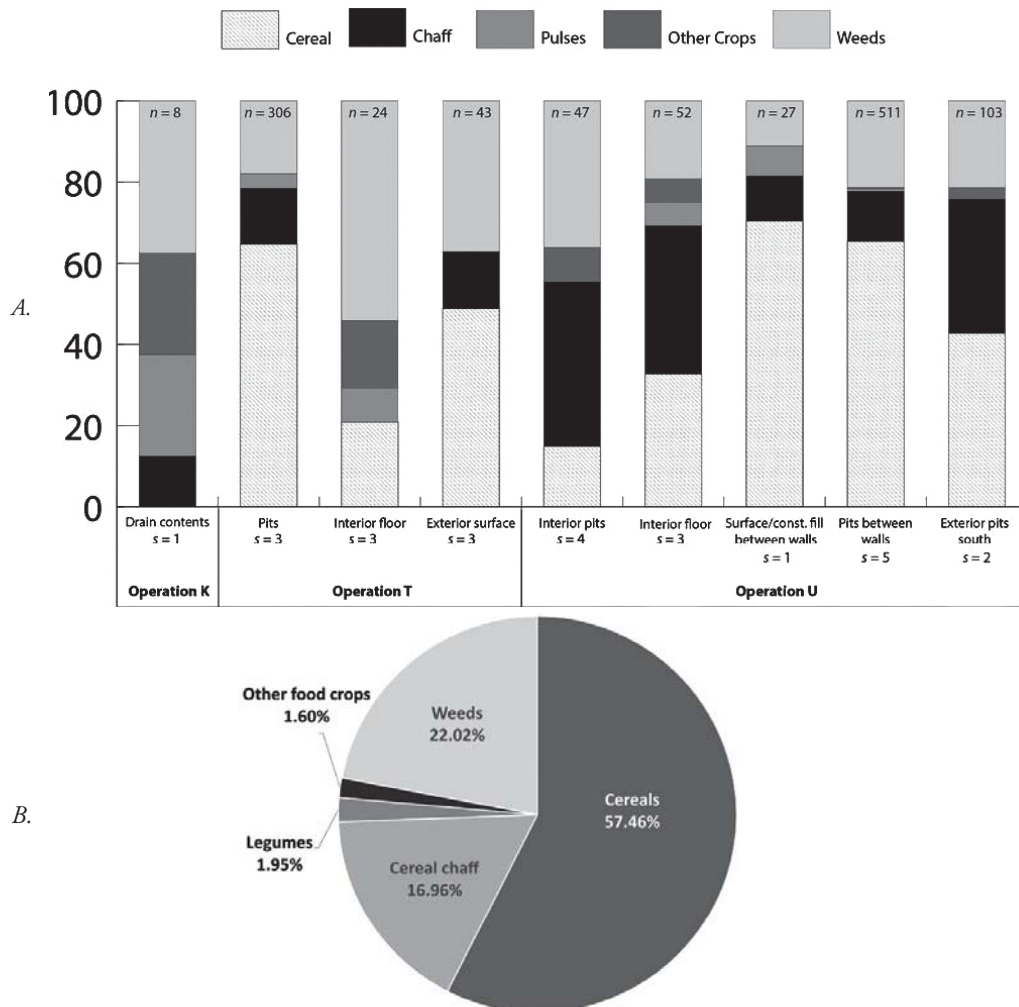 Cereal Chaff Pulses Other Crops Weeds
A.
100
80
60
40
20
0
n = 8 n = 306 n = 24 n = 43 n = 47 n = 52 n = 27 n = 511 n = 103
Drain contents
s = 1
Pits
s = 3
Interior floor
s = 3
Exterior surface
s = 3
Interior pits
s = 4
Interior floor
s = 3
Surface/const. fill
between walls
s = 1
Pits between
walls
s = 5
Exterior pits
south
s = 2
Operation K Operation T Operation U
B.
Other food crops
1.60%
Weeds
22.02%
Cereals
57.46%
Legumes
1.95%
Cereal chaff
16.96%